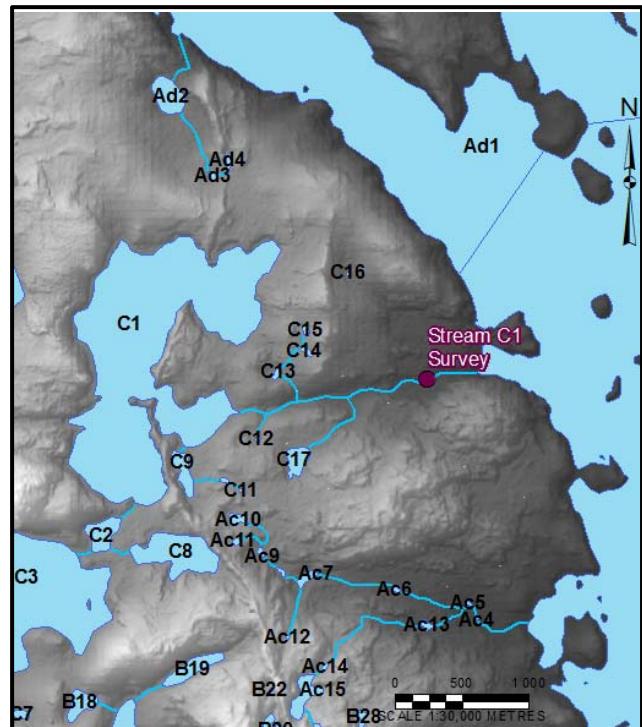 Ad2
Ad1
N
Ad4
Ad3
C16
C1
C15
C14
C13
Stream C1
Survey
C12
C9
C17
C11
Ac10
C2
Ac11
C8
Ac9
C3
Ac7
Ac6
Ac5
Ac4
Ac13
Ac12
Ac14
B19
B22
Ac15
0 500 1 000
SCALE 1:30,000 METRES
C7
B18
B28